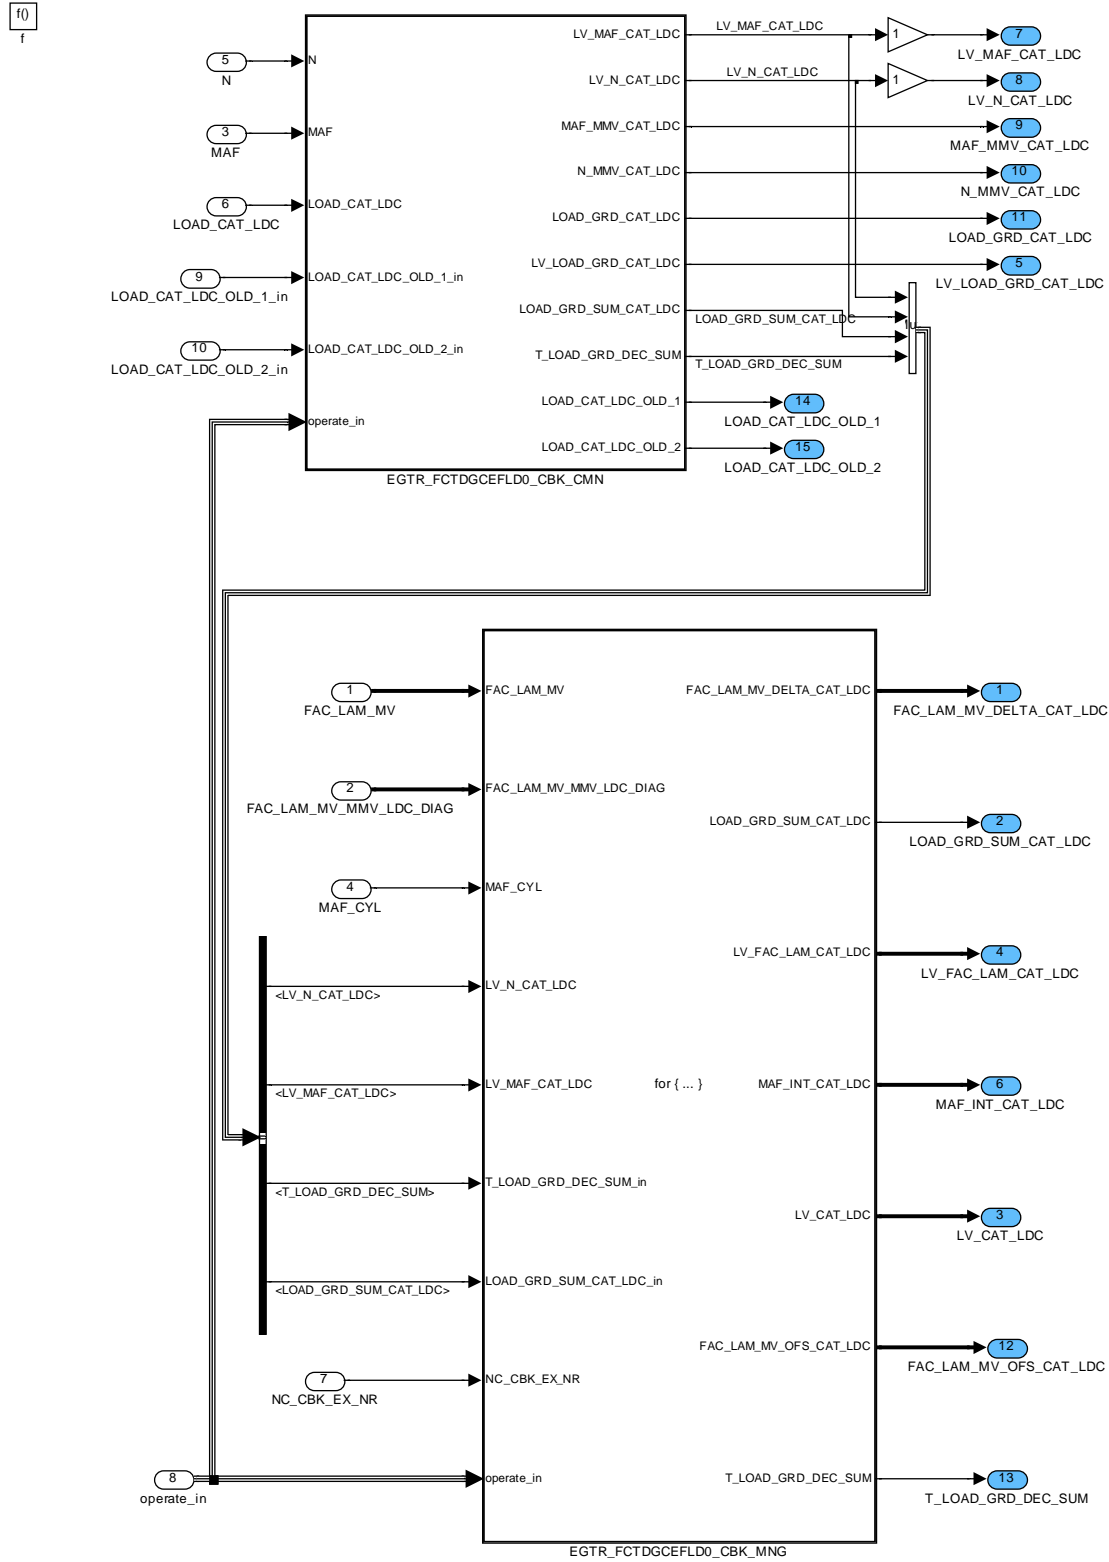 f()
f
5
N
3
MAF
6
LOAD_CAT_LDC
9
LOAD_CAT_LDC_OLD_1_in
10
LOAD_CAT_LDC_OLD_2_in
N
MAF
LOAD_CAT_LDC
LOAD_CAT_LDC_OLD_1_in
LOAD_CAT_LDC_OLD_2_in
operate_in
LV_MAF_CAT_LDC
LV_N_CAT_LDC
MAF_MMV_CAT_LDC
N_MMV_CAT_LDC
LOAD_GRD_CAT_LDC
LV_LOAD_GRD_CAT_LDC
LOAD_GRD_SUM_CAT_LDC
T_LOAD_GRD_DEC_SUM
LOAD_CAT_LDC_OLD_1
LOAD_CAT_LDC_OLD_2
EGTR_FCTDGCEFLD0_CBK_CMN
LV_MAF_CAT_LDC
LV_N_CAT_LDC
LOAD_GRD_SUM_CAT_LDC
T_LOAD_GRD_DEC_SUM
1
1
7
LV_MAF_CAT_LDC
8
LV_N_CAT_LDC
9
MAF_MMV_CAT_LDC
10
N_MMV_CAT_LDC
11
LOAD_GRD_CAT_LDC
5
LV_LOAD_GRD_CAT_LDC
14
LOAD_CAT_LDC_OLD_1
15
LOAD_CAT_LDC_OLD_2
1
FAC_LAM_MV
2
FAC_LAM_MV_MMV_LDC_DIAG
4
MAF_CYL
<LV_N_CAT_LDC>
<LV_MAF_CAT_LDC>
<T_LOAD_GRD_DEC_SUM>
<LOAD_GRD_SUM_CAT_LDC>
7
NC_CBK_EX_NR
8
operate_in
FAC_LAM_MV
FAC_LAM_MV_MMV_LDC_DIAG
MAF_CYL
LV_N_CAT_LDC
LV_MAF_CAT_LDC
T_LOAD_GRD_DEC_SUM_in
LOAD_GRD_SUM_CAT_LDC_in
NC_CBK_EX_NR
operate_in
for { ... }
FAC_LAM_MV_DELTA_CAT_LDC
LOAD_GRD_SUM_CAT_LDC
LV_FAC_LAM_CAT_LDC
MAF_INT_CAT_LDC
LV_CAT_LDC
FAC_LAM_MV_OFS_CAT_LDC
T_LOAD_GRD_DEC_SUM
EGTR_FCTDGCEFLD0_CBK_MNG
1
FAC_LAM_MV_DELTA_CAT_LDC
2
LOAD_GRD_SUM_CAT_LDC
4
LV_FAC_LAM_CAT_LDC
6
MAF_INT_CAT_LDC
3
LV_CAT_LDC
12
FAC_LAM_MV_OFS_CAT_LDC
13
T_LOAD_GRD_DEC_SUM